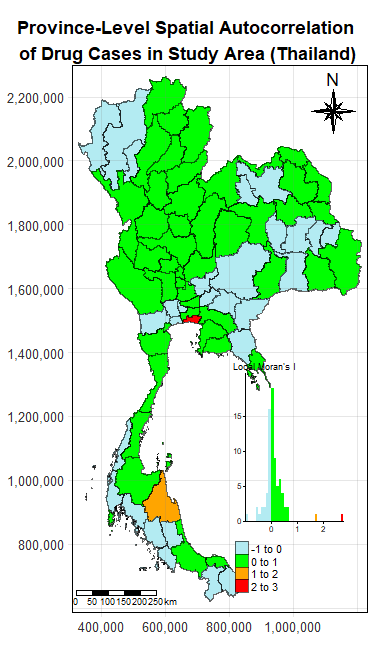 Province-Level Spatial Autocorrelation
of Drug Cases in Study Area (Thailand)
N
2,200,000
2,000,000
1,800,000
1,600,000
1,400,000
1,200,000
1,000,000
800,000
Local Moran's I
15
10
5
0
0 1 2
-1 to 0
0 to 1
1 to 2
2 to 3
0 50 100 150 200 250 km
400,000 600,000 800,000 1,000,000